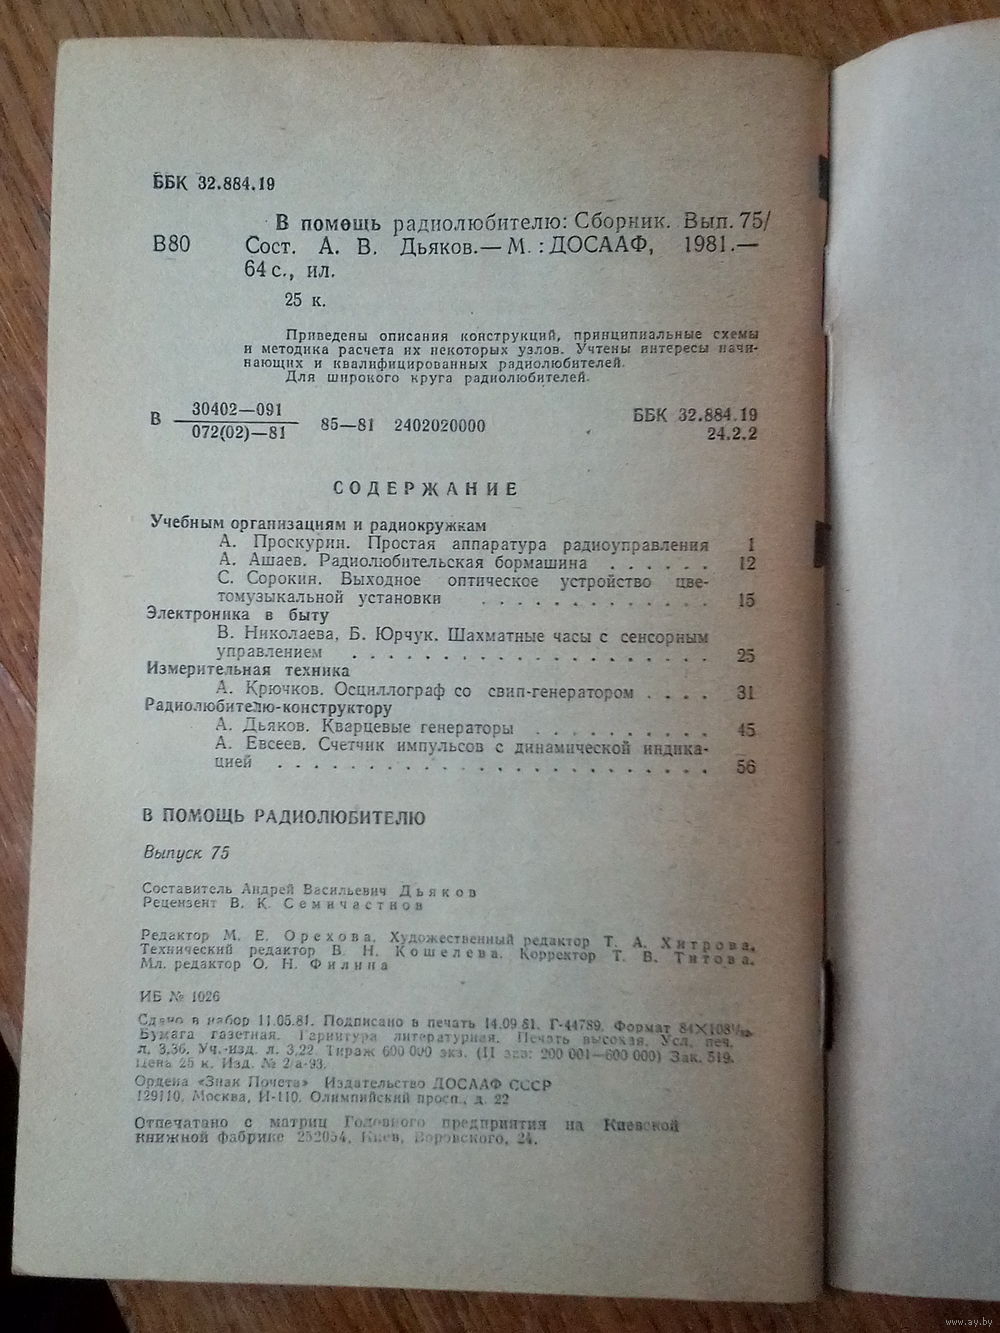 ББК 32.884.19
В помощь радиолюбителю: Сборник. Вып. 75/
В80 Сост. А. В. Дьяков.— М. : ДОСААФ, 1981.—
64 с., ил.
25 к.
Приведены описания конструкций, принципиальные схемы
и методика расчета их некоторых узлов. Учтены интересы начи-
нающих и квалифицированных радиолюбителей.
Для широкого круга радиолюбителей.
В 30402—091
072(02)—81 85—81 2402020000
ББК 32.884.19
24.2.2
СОДЕРЖАНИЕ
Учебным организациям и радиокружкам
А. Проскурин. Простая аппаратура радиоуправления 1
А. Ашаев. Радиолюбительская бормашина . . . . . . 12
С. Сорокин. Выходное оптическое устройство цве-
томузыкальной установки . . . . . . . . . . . . . 15
Электроника в быту
В. Николаева, Б. Юрчук. Шахматные часы с сенсорным
управлением . . . . . . . . . . . . . . . . . . . . 25
Измерительная техника
А. Крючков. Осциллограф со свип-генератором . . . . 31
Радиолюбителю-конструктору
А. Дьяков. Кварцевые генераторы . . . . . . . . . . 45
А. Евсеев. Счетчик импульсов с динамической индика-
цией . . . . . . . . . . . . . . . . . . . . . . . . 56
В ПОМОЩЬ РАДИОЛЮБИТЕЛЮ
Выпуск 75
Составитель Андрей Васильевич Дьяков
Рецензент В. К. Семичастнов
Редактор М. Е. Орехова. Художественный редактор Т. А. Хитрова.
Технический редактор В. Н. Кошелева. Корректор Т. В. Титова.
Мл. редактор О. Н. Филина
ИБ № 1026
Сдано в набор 11.05.81. Подписано в печать 14.09 81. Г-44789. Формат 84×108¹/₃₂.
Бумага газетная. Гарнитура литературная. Печать высокая. Усл. печ.
л. 3,36. Уч.-изд. л. 3,22. Тираж 600 000 экз. (II зав: 200 001—600 000) Зак. 519.
Цена 25 к. Изд. № 2/а-93.
Ордена «Знак Почета» Издательство ДОСААФ СССР
129110, Москва, И-110, Олимпийский просп., д. 22
Отпечатано с матриц Головного предприятия на Киевской
книжной фабрике 252054, Киев, Воровского, 24.
www.ay.by